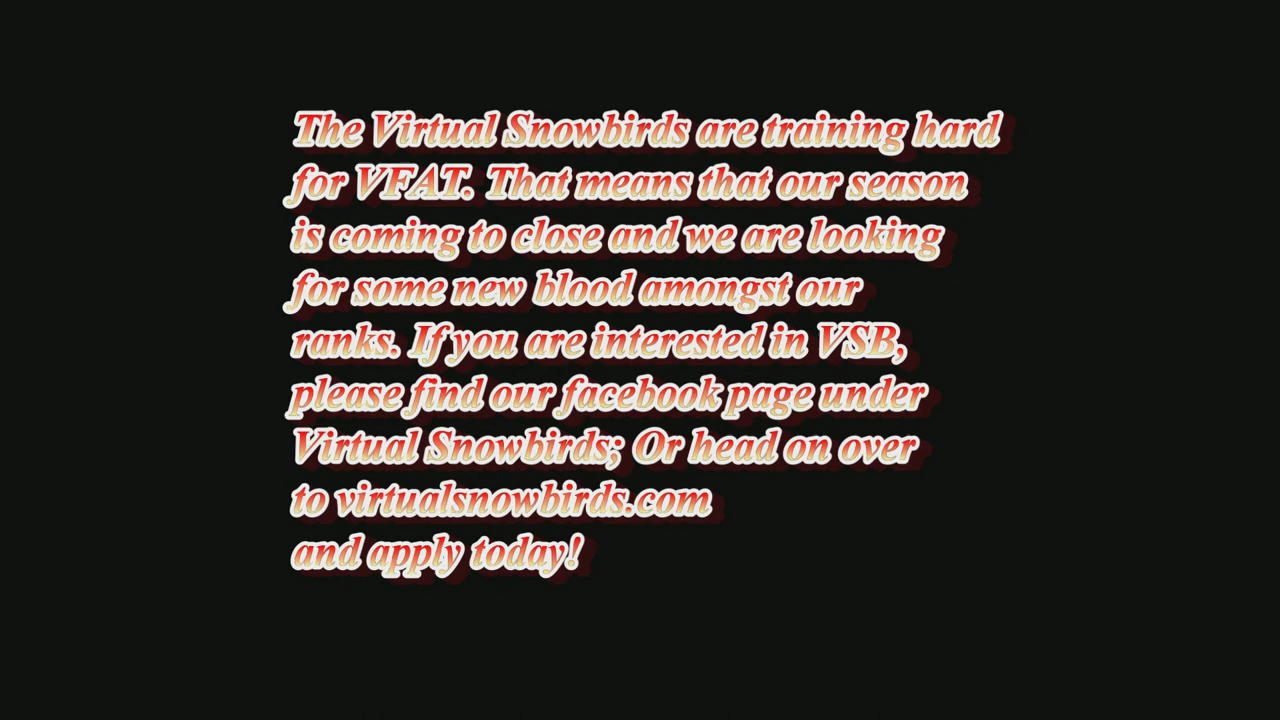 The Virtual Snowbirds are training hard
for VFAT. That means that our season
is coming to close and we are looking
for some new blood amongst our
ranks. If you are interested in VSB,
please find our facebook page under
Virtual Snowbirds; Or head on over
to virtualsnowbirds.com
and apply today!